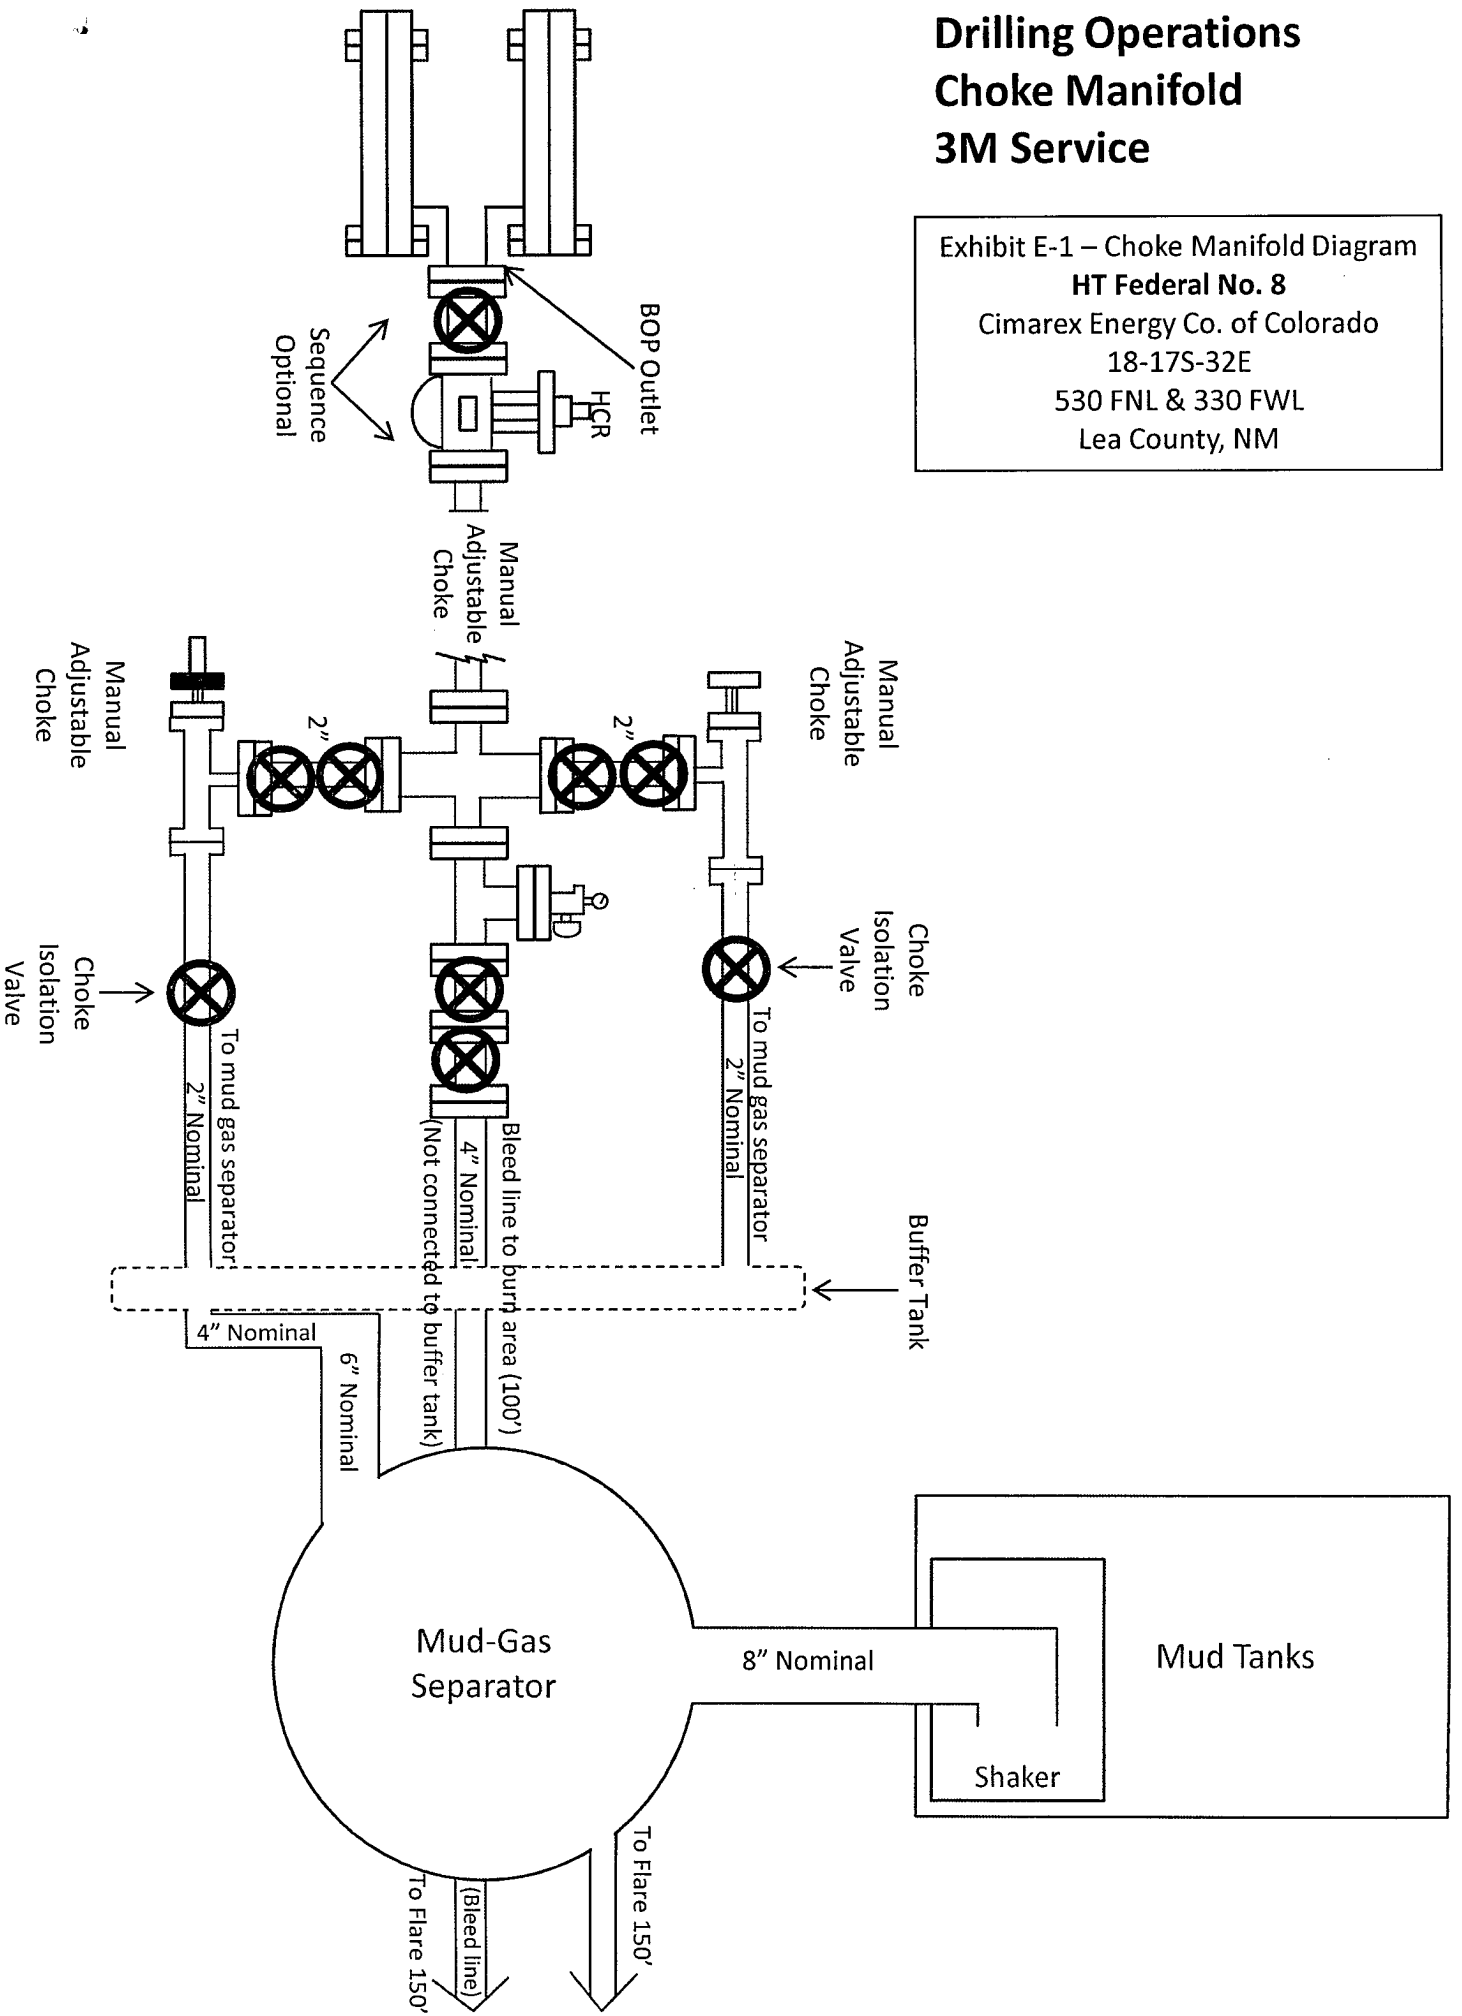 Drilling Operations
Choke Manifold
3M Service
Exhibit E-1 – Choke Manifold Diagram
HT Federal No. 8
Cimarex Energy Co. of Colorado
18-17S-32E
530 FNL & 330 FWL
Lea County, NM
BOP Outlet
HCR
Sequence
Optional
Manual
Adjustable
Choke
Manual
Adjustable
Choke
Manual
Adjustable
Choke
2”
2”
Choke
Isolation
Valve
Choke
Isolation
Valve
To mud gas separator
2” Nominal
To mud gas separator
2” Nominal
Bleed line to burn area (100’)
4” Nominal
(Not connected to buffer tank)
Buffer Tank
4” Nominal
6” Nominal
Mud-Gas
Separator
8” Nominal
Mud Tanks
Shaker
To Flare 150’
(Bleed line)
To Flare 150’